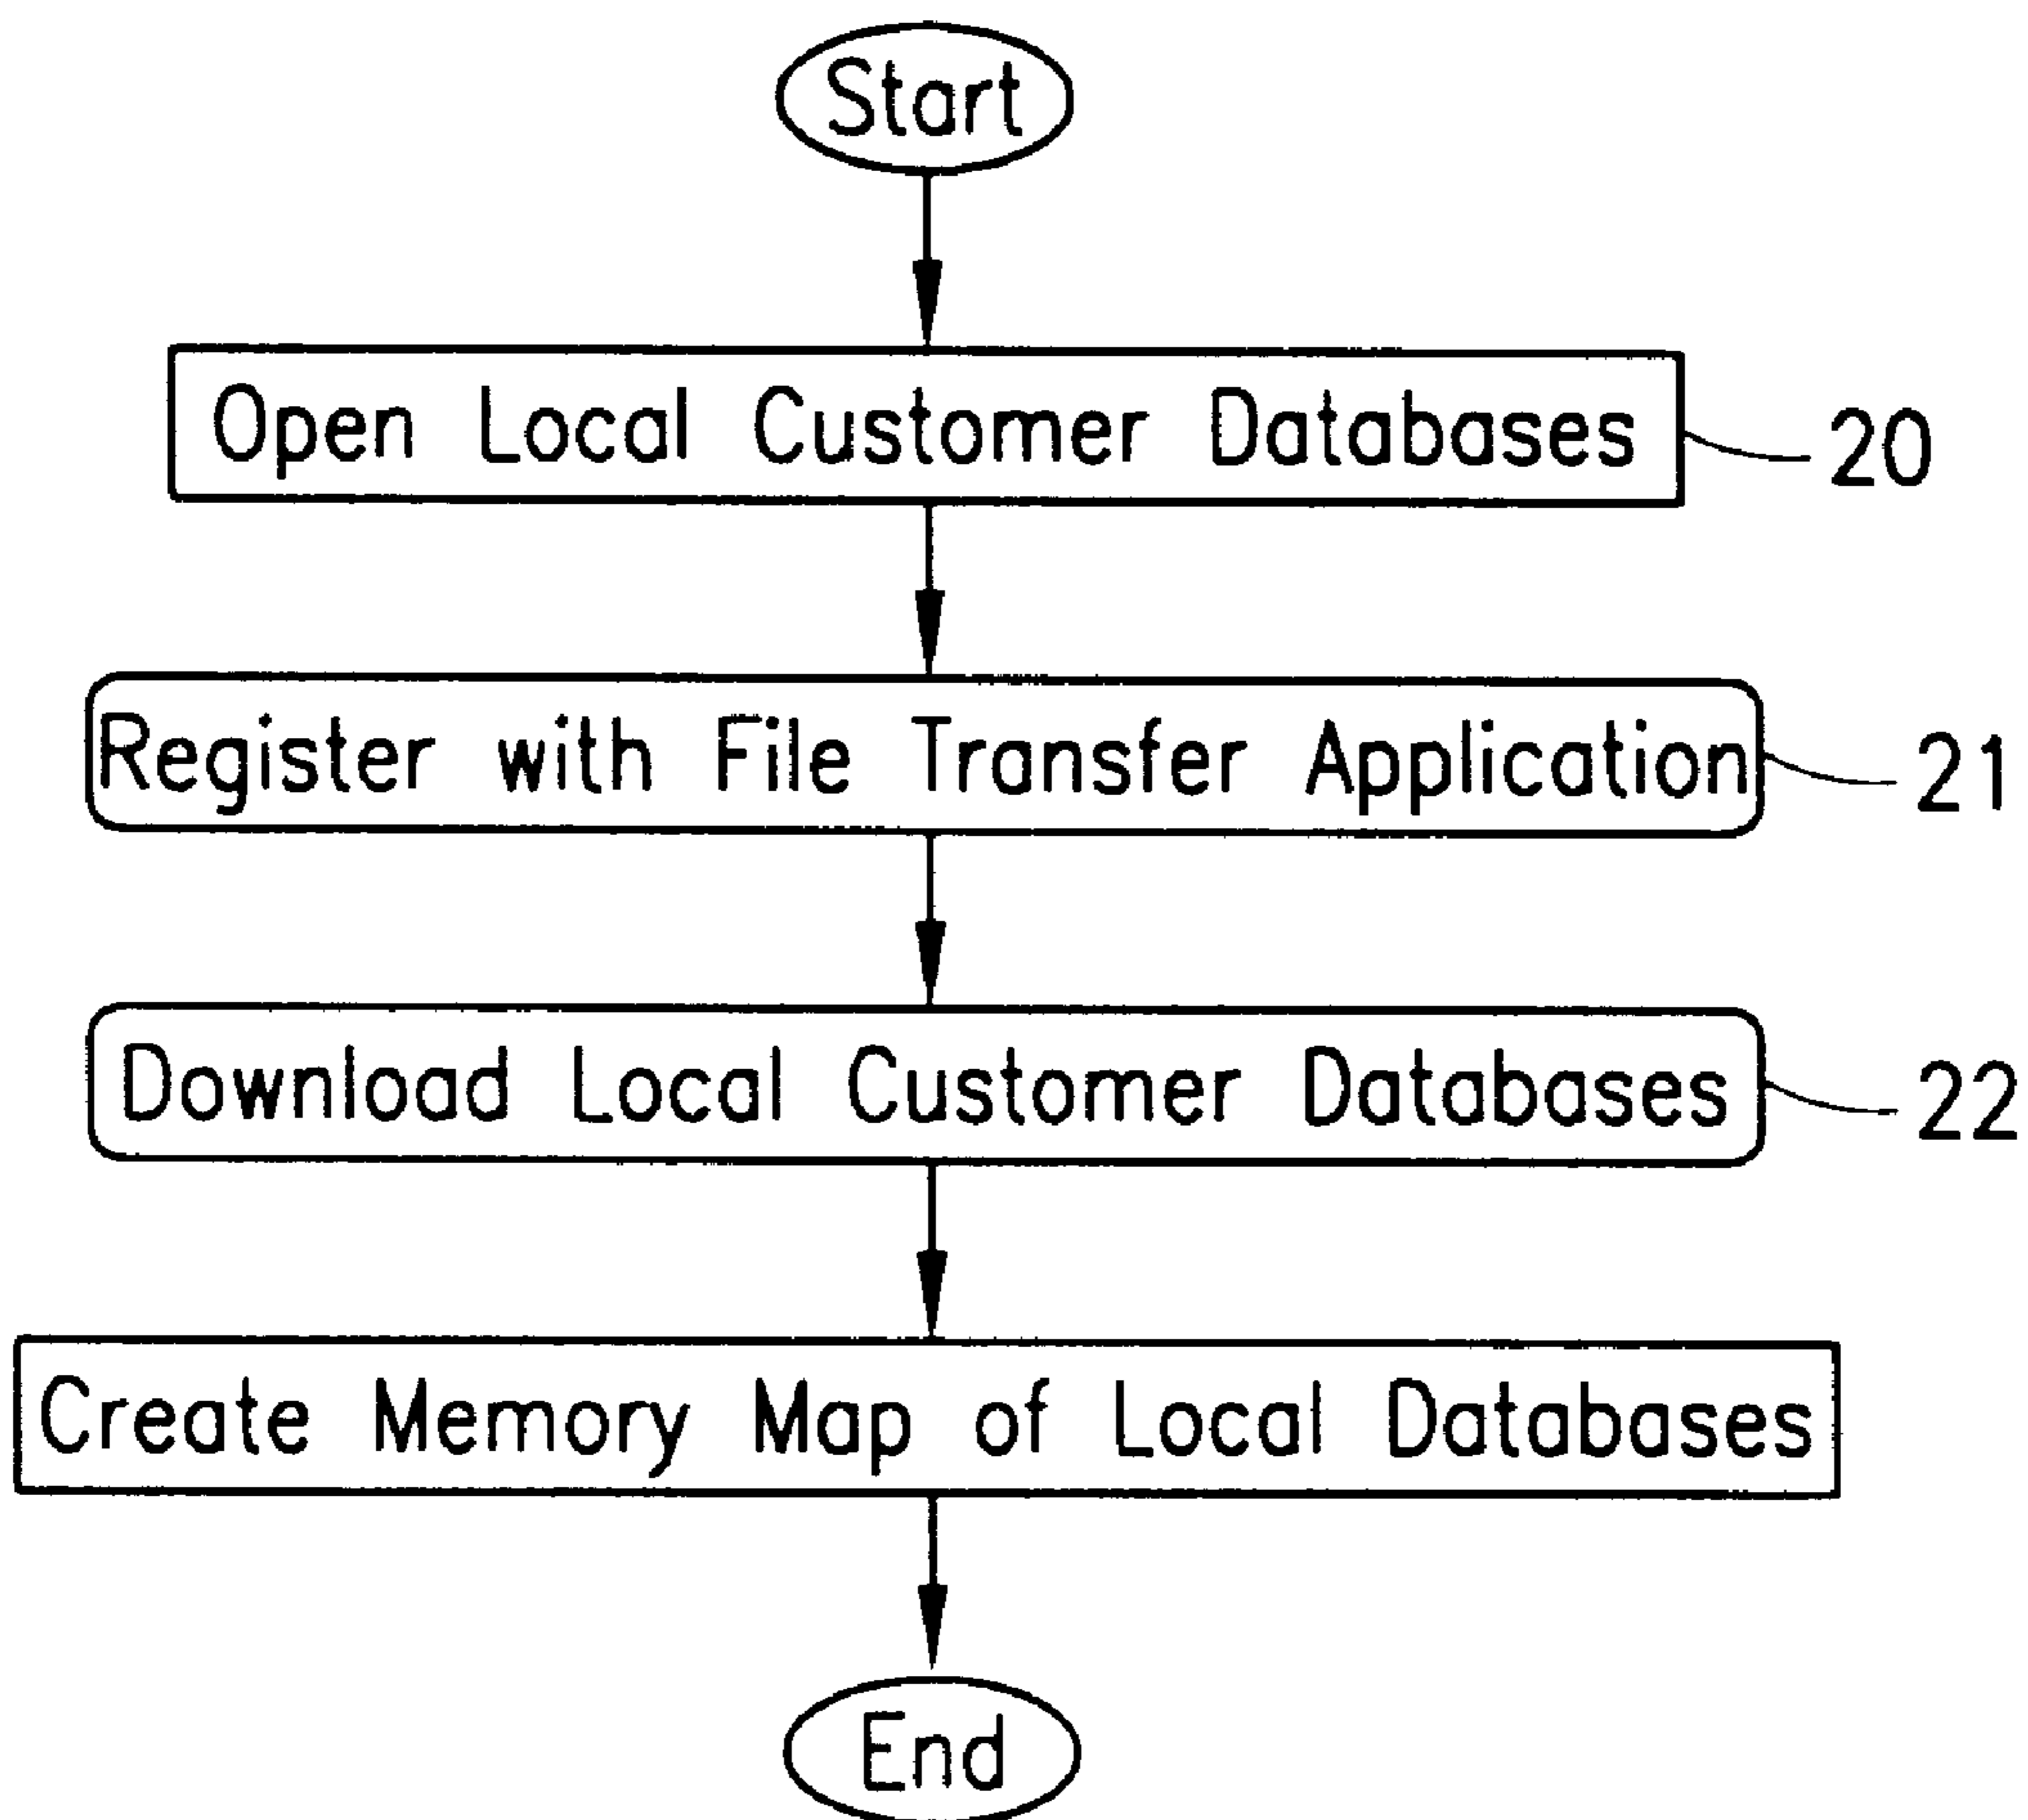 Start
Open Local Customer Databases
20
Register with File Transfer Application
21
Download Local Customer Databases
22
Create Memory Map of Local Databases
End